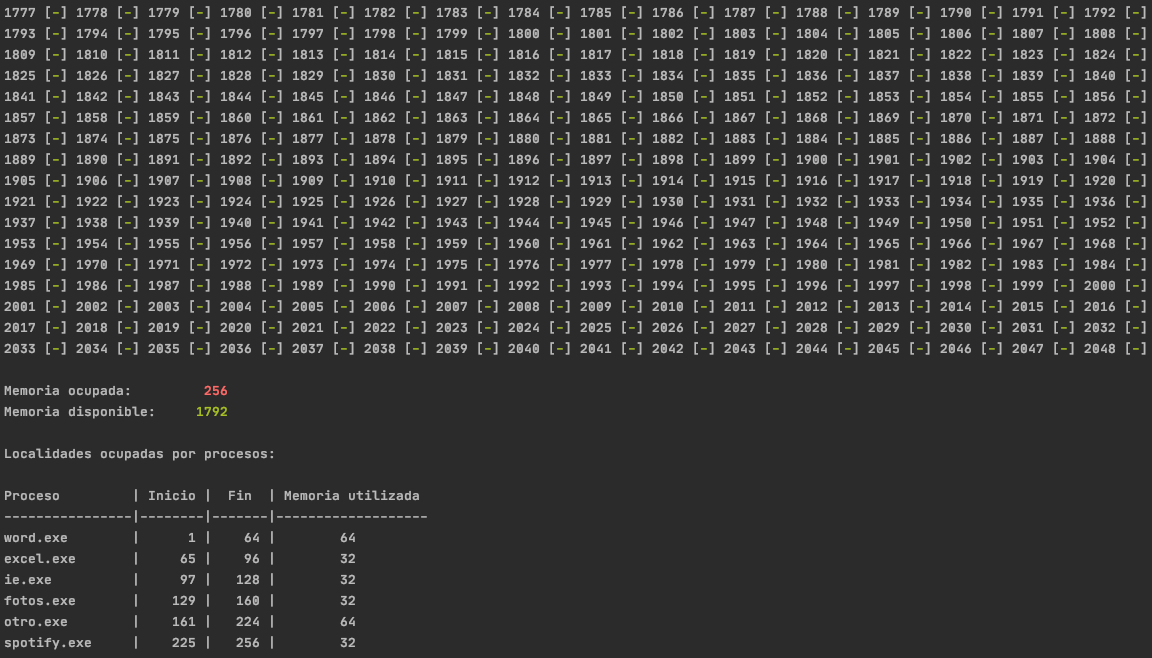 1777 [-] 1778 [-] 1779 [-] 1780 [-] 1781 [-] 1782 [-] 1783 [-] 1784 [-] 1785 [-] 1786 [-] 1787 [-] 1788 [-] 1789 [-] 1790 [-] 1791 [-] 1792 [-]
1793 [-] 1794 [-] 1795 [-] 1796 [-] 1797 [-] 1798 [-] 1799 [-] 1800 [-] 1801 [-] 1802 [-] 1803 [-] 1804 [-] 1805 [-] 1806 [-] 1807 [-] 1808 [-]
1809 [-] 1810 [-] 1811 [-] 1812 [-] 1813 [-] 1814 [-] 1815 [-] 1816 [-] 1817 [-] 1818 [-] 1819 [-] 1820 [-] 1821 [-] 1822 [-] 1823 [-] 1824 [-]
1825 [-] 1826 [-] 1827 [-] 1828 [-] 1829 [-] 1830 [-] 1831 [-] 1832 [-] 1833 [-] 1834 [-] 1835 [-] 1836 [-] 1837 [-] 1838 [-] 1839 [-] 1840 [-]
1841 [-] 1842 [-] 1843 [-] 1844 [-] 1845 [-] 1846 [-] 1847 [-] 1848 [-] 1849 [-] 1850 [-] 1851 [-] 1852 [-] 1853 [-] 1854 [-] 1855 [-] 1856 [-]
1857 [-] 1858 [-] 1859 [-] 1860 [-] 1861 [-] 1862 [-] 1863 [-] 1864 [-] 1865 [-] 1866 [-] 1867 [-] 1868 [-] 1869 [-] 1870 [-] 1871 [-] 1872 [-]
1873 [-] 1874 [-] 1875 [-] 1876 [-] 1877 [-] 1878 [-] 1879 [-] 1880 [-] 1881 [-] 1882 [-] 1883 [-] 1884 [-] 1885 [-] 1886 [-] 1887 [-] 1888 [-]
1889 [-] 1890 [-] 1891 [-] 1892 [-] 1893 [-] 1894 [-] 1895 [-] 1896 [-] 1897 [-] 1898 [-] 1899 [-] 1900 [-] 1901 [-] 1902 [-] 1903 [-] 1904 [-]
1905 [-] 1906 [-] 1907 [-] 1908 [-] 1909 [-] 1910 [-] 1911 [-] 1912 [-] 1913 [-] 1914 [-] 1915 [-] 1916 [-] 1917 [-] 1918 [-] 1919 [-] 1920 [-]
1921 [-] 1922 [-] 1923 [-] 1924 [-] 1925 [-] 1926 [-] 1927 [-] 1928 [-] 1929 [-] 1930 [-] 1931 [-] 1932 [-] 1933 [-] 1934 [-] 1935 [-] 1936 [-]
1937 [-] 1938 [-] 1939 [-] 1940 [-] 1941 [-] 1942 [-] 1943 [-] 1944 [-] 1945 [-] 1946 [-] 1947 [-] 1948 [-] 1949 [-] 1950 [-] 1951 [-] 1952 [-]
1953 [-] 1954 [-] 1955 [-] 1956 [-] 1957 [-] 1958 [-] 1959 [-] 1960 [-] 1961 [-] 1962 [-] 1963 [-] 1964 [-] 1965 [-] 1966 [-] 1967 [-] 1968 [-]
1969 [-] 1970 [-] 1971 [-] 1972 [-] 1973 [-] 1974 [-] 1975 [-] 1976 [-] 1977 [-] 1978 [-] 1979 [-] 1980 [-] 1981 [-] 1982 [-] 1983 [-] 1984 [-]
1985 [-] 1986 [-] 1987 [-] 1988 [-] 1989 [-] 1990 [-] 1991 [-] 1992 [-] 1993 [-] 1994 [-] 1995 [-] 1996 [-] 1997 [-] 1998 [-] 1999 [-] 2000 [-]
2001 [-] 2002 [-] 2003 [-] 2004 [-] 2005 [-] 2006 [-] 2007 [-] 2008 [-] 2009 [-] 2010 [-] 2011 [-] 2012 [-] 2013 [-] 2014 [-] 2015 [-] 2016 [-]
2017 [-] 2018 [-] 2019 [-] 2020 [-] 2021 [-] 2022 [-] 2023 [-] 2024 [-] 2025 [-] 2026 [-] 2027 [-] 2028 [-] 2029 [-] 2030 [-] 2031 [-] 2032 [-]
2033 [-] 2034 [-] 2035 [-] 2036 [-] 2037 [-] 2038 [-] 2039 [-] 2040 [-] 2041 [-] 2042 [-] 2043 [-] 2044 [-] 2045 [-] 2046 [-] 2047 [-] 2048 [-]
Memoria ocupada: 256
Memoria disponible: 1792
Localidades ocupadas por procesos:
Proceso | Inicio | Fin | Memoria utilizada
----------------|--------|-------|-------------------
word.exe | 1 | 64 | 64
excel.exe | 65 | 96 | 32
ie.exe | 97 | 128 | 32
fotos.exe | 129 | 160 | 32
otro.exe | 161 | 224 | 64
spotify.exe | 225 | 256 | 32